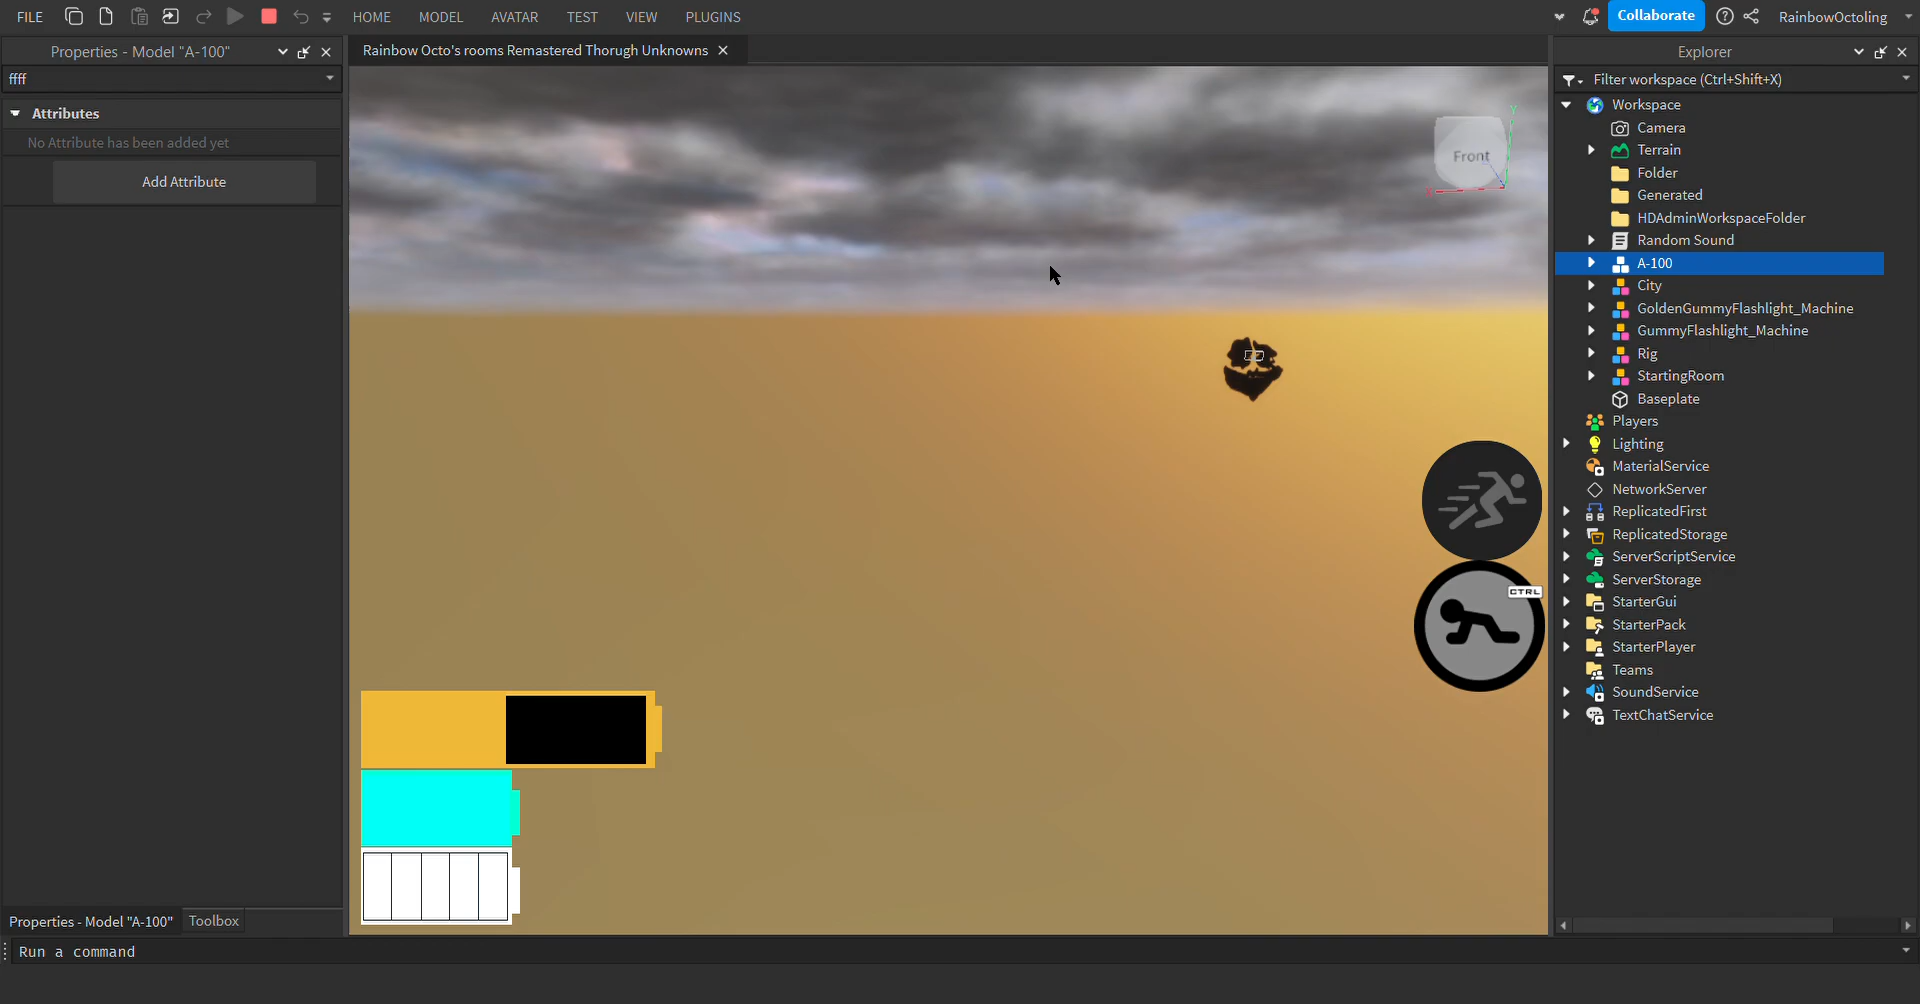 FILE
HOME
MODEL
AVATAR
TEST
VIEW
PLUGINS
Collaborate
RainbowOctoling
Properties - Model "A-100"
Rainbow Octo's rooms Remastered Thorugh Unknowns
Explorer
ffff
Filter workspace (Ctrl+Shift+X)
Attributes
No Attribute has been added yet
Add Attribute
Y
Front
CTRL
Workspace
Camera
Terrain
Folder
Generated
HDAdminWorkspaceFolder
Random Sound
A-100
City
GoldenGummyFlashlight_Machine
GummyFlashlight_Machine
Rig
StartingRoom
Baseplate
Players
Lighting
MaterialService
NetworkServer
ReplicatedFirst
ReplicatedStorage
ServerScriptService
ServerStorage
StarterGui
StarterPack
StarterPlayer
Teams
SoundService
TextChatService
Properties - Model "A-100"
Toolbox
Run a command